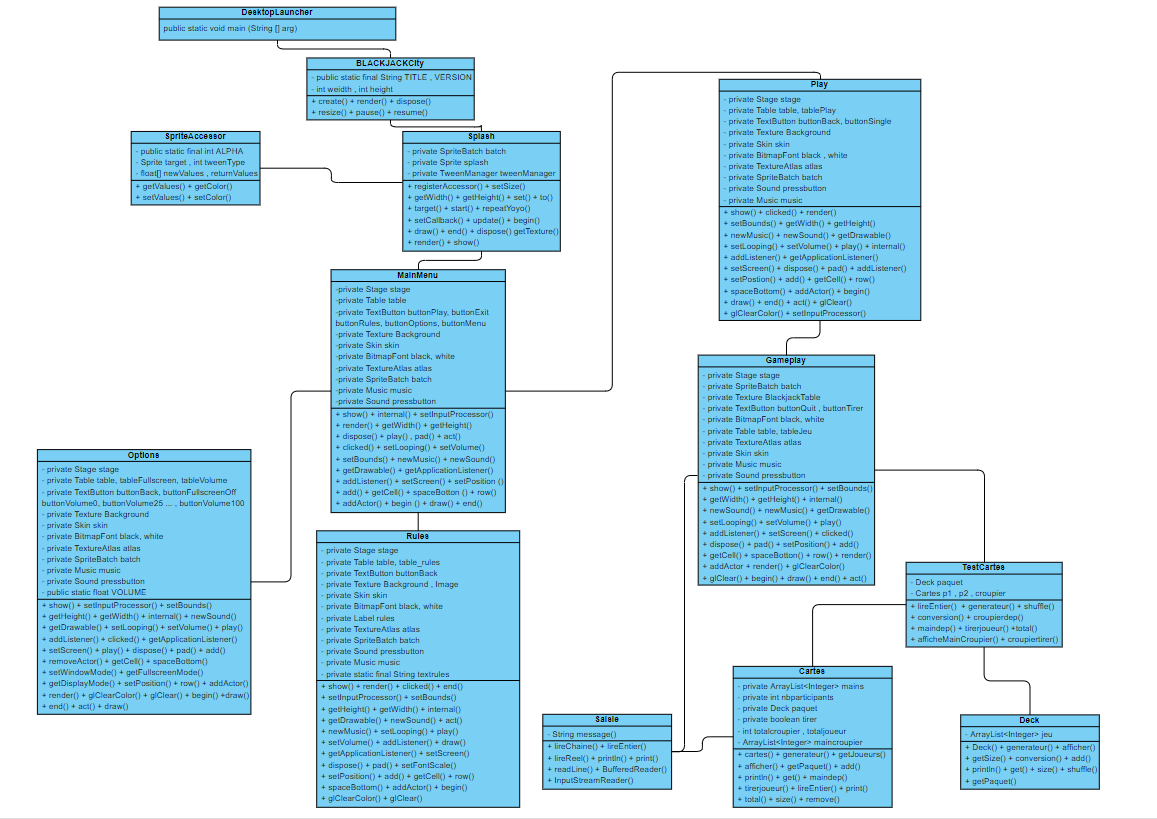 DesktopLauncher
public static void main (String [] arg)
BLACKJACKCity
- public static final String TITLE , VERSION
- int weidth , int height
+ create() + render() + dispose()
+ resize() + pause() + resume()
SpriteAccessor
- public static final int ALPHA
- Sprite target , int tweenType
- float[] newValues , returnValues
+ getValues() + getColor()
+ setValues() + setColor()
Splash
- private SpriteBatch batch
- private Sprite splash
- private TweenManager tweenManager
+ registerAccessor() + setSize()
+ getWidth() + getHeight() + set() + to()
+ target() + start() + repeatYoyo()
+ setCallback() + update() + begin()
+ draw() + end() + dispose() getTexture()
+ render() + show()
Play
- private Stage stage
- private Table table, tablePlay
- private TextButton buttonBack, buttonSingle
- private Texture Background
- private Skin skin
- private BitmapFont black , white
- private TextureAtlas atlas
- private SpriteBatch batch
- private Sound pressbutton
- private Music music
+ show() + clicked() + render()
+ setBounds() + getWidth() + getHeight()
+ newMusic() + newSound() + getDrawable()
+ setLooping() + setVolume() + play() + internal()
+ addListener() + getApplicationListener()
+ setScreen() + dispose() + pad() + addListener()
+ setPostion() + add() + getCell() + row()
+ spaceBottom() + addActor() + begin()
+ draw() + end() + act() + glClear()
+ glClearColor() + setInputProcessor()
MainMenu
-private Stage stage
-private Table table
-private TextButton buttonPlay, buttonExit
buttonRules, buttonOptions, buttonMenu
-private Texture Background
-private Skin skin
-private BitmapFont black, white
-private TextureAtlas atlas
-private SpriteBatch batch
-private Music music
-private Sound pressbutton
+ show() + internal() + setInputProcessor()
+ render() + getWidth() + getHeight()
+ dispose() + play() , pad() + act()
+ clicked() + setLooping() + setVolume()
+ setBounds() + newMusic() + newSound()
+ getDrawable() + getApplicationListener()
+ addListener() + setScreen() + setPosition ()
+ add() + getCell() + spaceBotton () + row()
+ addActor() + begin () + draw() + end()
Gameplay
- private Stage stage
- private SpriteBatch batch
- private Texture BlackjackTable
- private TextButton buttonQuit , buttonTirer
- private BitmapFont black, white
- private Table table, tableJeu
- private TextureAtlas atlas
- private Skin skin
- private Music music
- private Sound pressbutton
+ show() + setInputProcessor() + setBounds()
+ getWidth() + getHeight() + internal()
+ newSound() + newMusic() + getDrawable()
+ setLooping() + setVolume() + play()
+ addListener() + setScreen() + clicked()
+ dispose() + pad() + setPosition() + add()
+ getCell() + spaceBotton() + row() + render()
+ addActor + render() + glClearColor()
+ glClear() + begin() + draw() + end() + act()
Options
- private Stage stage
- private Table table, tableFullscreen, tableVolume
- private TextButton buttonBack, buttonFullscreenOff
buttonVolume0, buttonVolume25 ... , buttonVolume100
- private Texture Background
- private Skin skin
- private BitmapFont black, white
- private TextureAtlas atlas
- private SpriteBatch batch
- private Music music
- private Sound pressbutton
- public static float VOLUME
+ show() + setInputProcessor() + setBounds()
+ getHeight() + getWidth() + internal() + newSound()
+ getDrawable() + setLooping() + setVolume() + play()
+ addListener() + clicked() + getApplicationListener()
+ setScreen() + play() + dispose() + pad() + add()
+ removeActor() + getCell() + spaceBottom()
+ setWindowMode() + getFullscreenMode()
+ getDisplayMode() + setPosition() + row() + addActor()
+ render() + glClearColor() + glClear() + begin() +draw()
+ end() + act() + draw()
Rules
- private Stage stage
- private Table table, table_rules
- private TextButton buttonBack
- private Texture Background , Image
- private Skin skin
- private BitmapFont black, white
- private Label rules
- private TextureAtlas atlas
- private SpriteBatch batch
- private Sound pressbutton
- private Music music
- private static final String textrules
+ show() + render() + clicked() + end()
+ setInputProcessor() + setBounds()
+ getHeight() + getWidth() + internal()
+ getDrawable() + newSound() + act()
+ newMusic() + setLooping() + play()
+ setVolume() + addListener() + draw()
+ getApplicationListener() + setScreen()
+ dispose() + pad() + setFontScale()
+ setPosition() + add() + getCell() + row()
+ spaceBottom() + addActor() + begin()
+ glClearColor() + glClear()
TestCartes
- Deck paquet
- Cartes p1 , p2 , croupier
+ lireEntier() + generateur() + shuffle()
+ conversion() + croupierdep()
+ maindep() + tirerjoueur() +total()
+ afficheMainCroupier() + croupiertirer()
Cartes
- private ArrayList<Integer> mains
- private int nbparticipants
- private Deck paquet
- private boolean tirer
- int totalcroupier , totaljoueur
- ArrayList<Integer> maincroupier
+ cartes() + generateur() + getJoueurs()
+ afficher() + getPaquet() + add()
+ println() + get() + maindep()
+ tirerjoueur() + lireEntier() + print()
+ total() + size() + remove()
Saisie
- String message()
+ lireChaine() + lireEntier()
+ lireReel() + println() + print()
+ readLine() + BufferedReader()
+ InputStreamReader()
Deck
- ArrayList<Integer> jeu
+ Deck() + generateur() + afficher()
+ getSize() + conversion() + add()
+ println() + get() + size() + shuffle()
+ getPaquet()